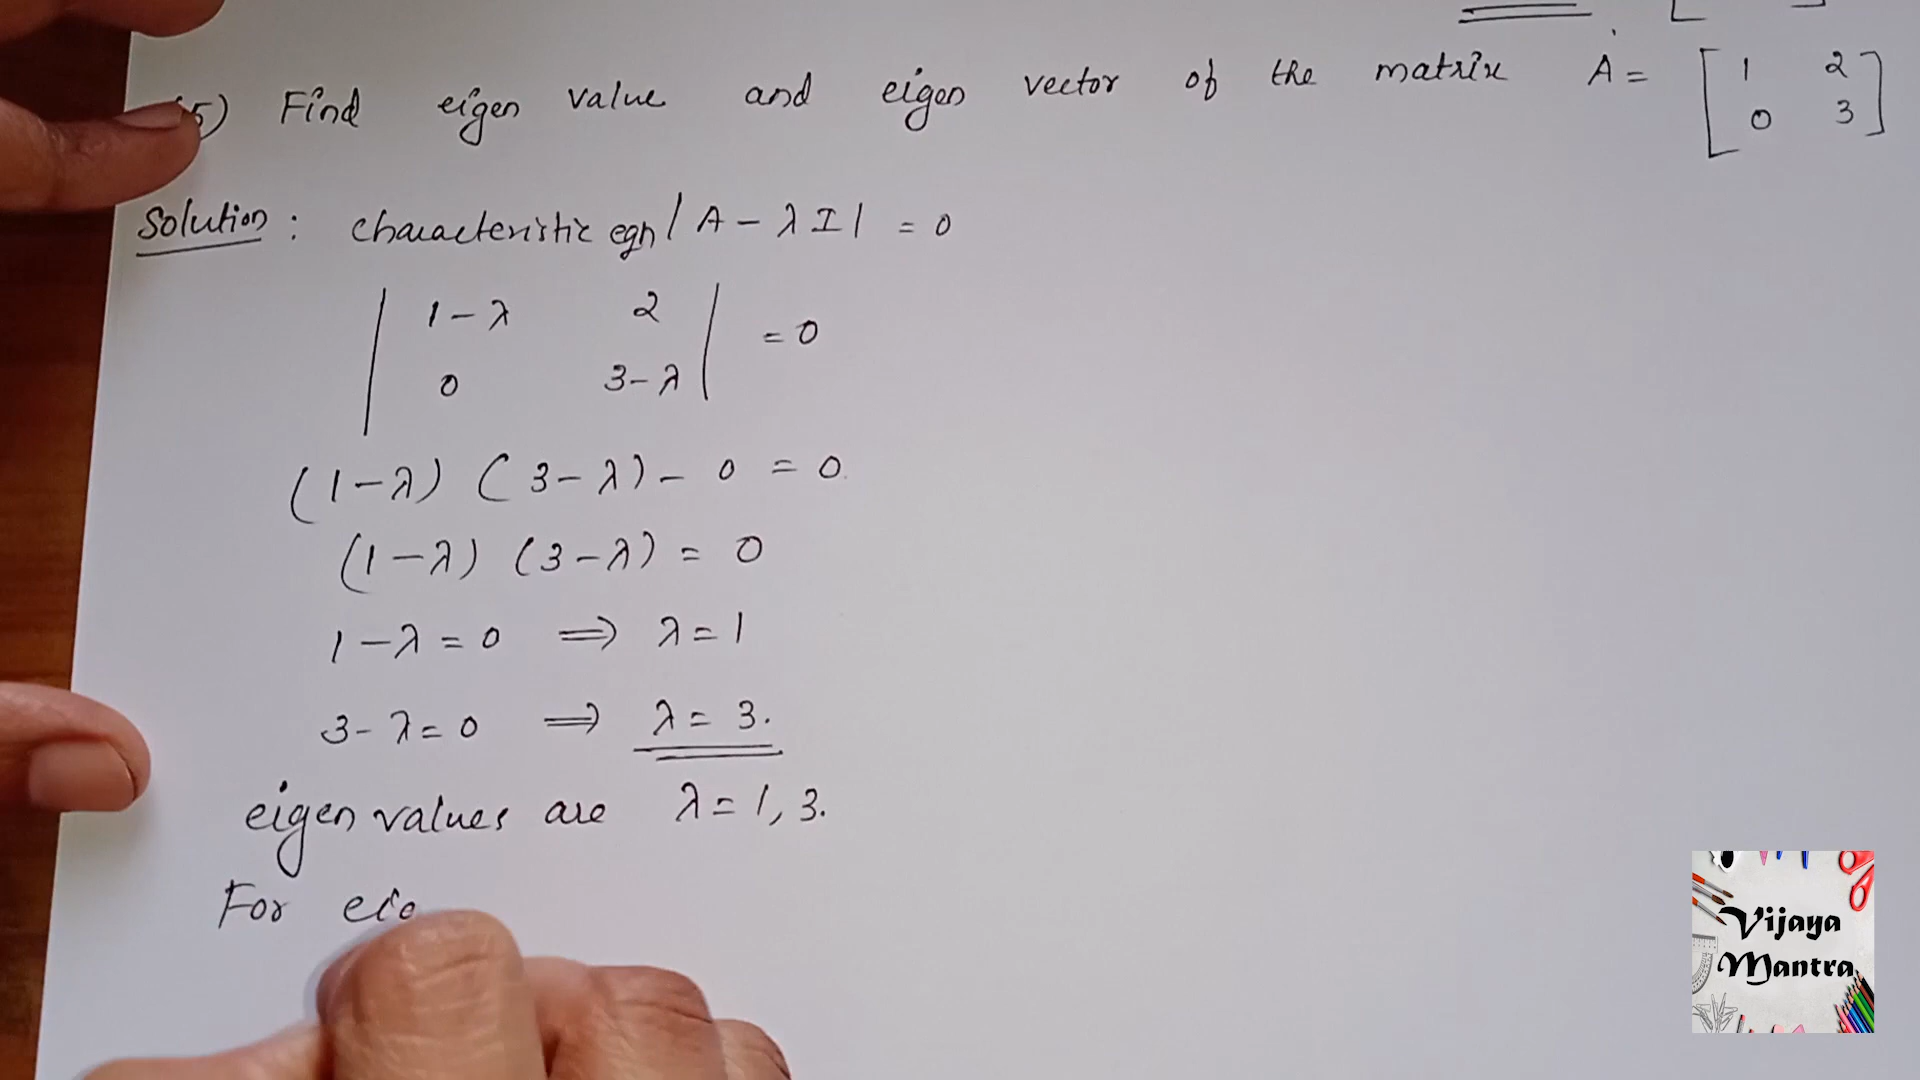 5) Find eigen value and eigen vector of the matrix A = [ 1 2
0 3 ]
Solution : characteristic eqn | A - λI | = 0
| 1-λ 2 | = 0
0 3-λ
(1-λ) (3-λ) - 0 = 0.
(1-λ) (3-λ) = 0
1-λ = 0 ⟹ λ = 1
3-λ = 0 ⟹ λ = 3.
eigen values are λ = 1, 3.
For
Vijaya
Mantra